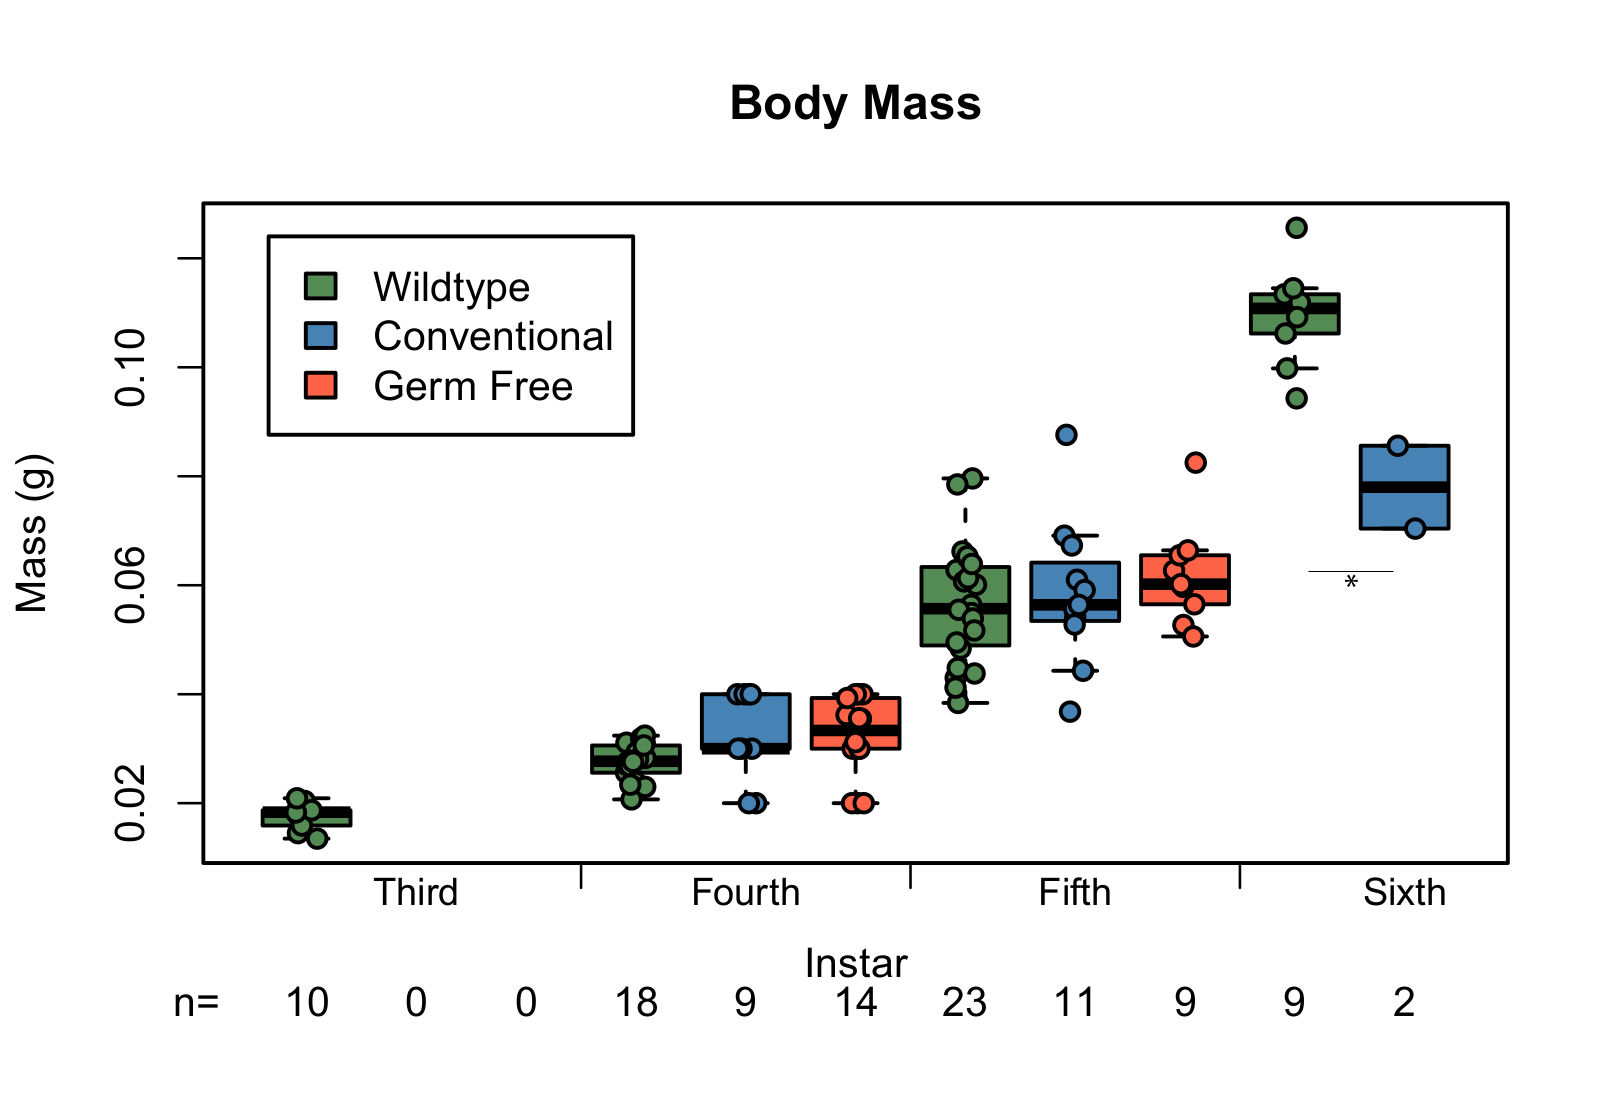 Body Mass
Wildtype
Conventional
Germ Free
Mass (g)
0.10
0.06
0.02
*
Third Fourth Fifth Sixth
Instar
n= 10 0 0 18 9 14 23 11 9 9 2